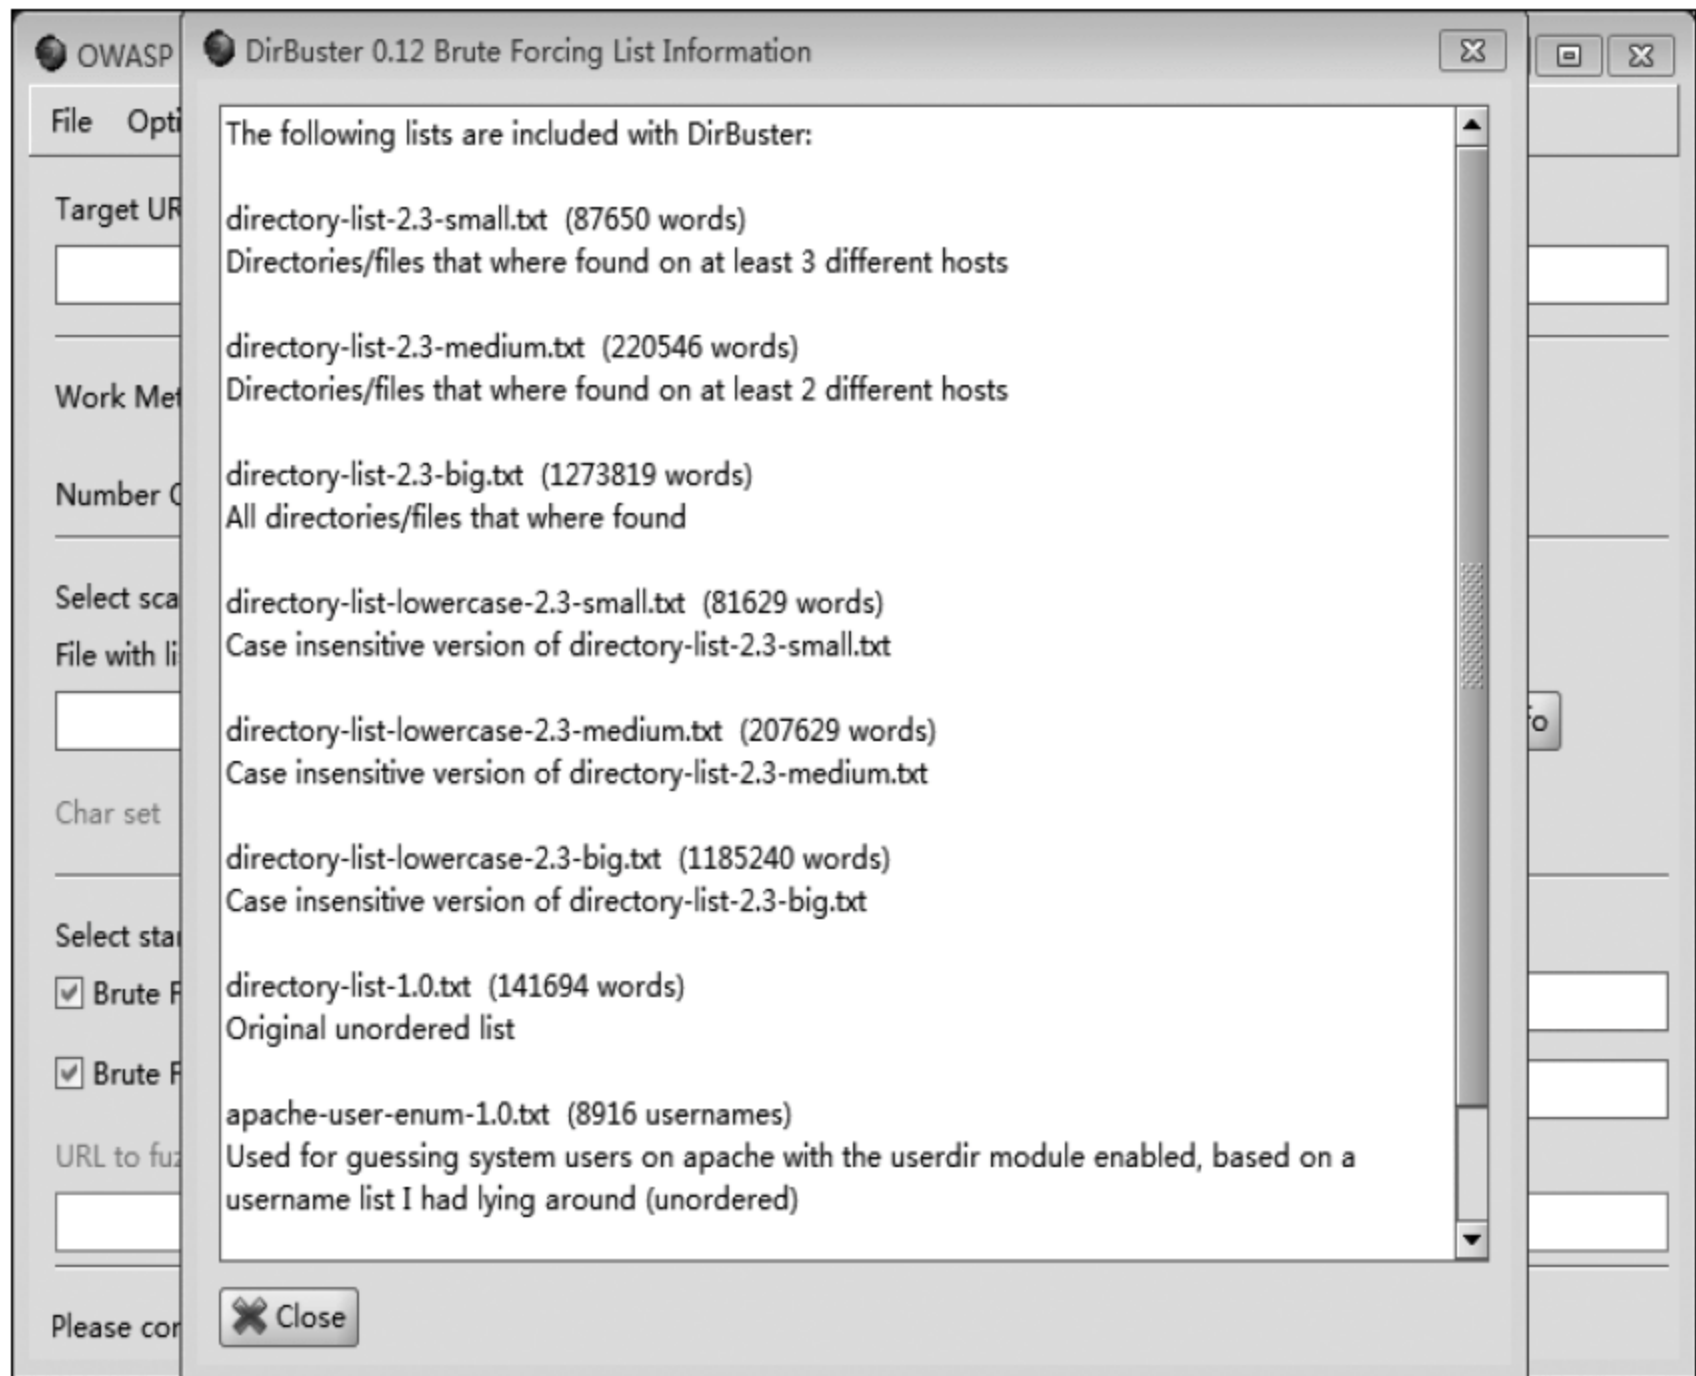 OWASP
DirBuster 0.12 Brute Forcing List Information
File Opti
The following lists are included with DirBuster:
Target UR
directory-list-2.3-small.txt (87650 words)
Directories/files that where found on at least 3 different hosts
directory-list-2.3-medium.txt (220546 words)
Directories/files that where found on at least 2 different hosts
Work Met
directory-list-2.3-big.txt (1273819 words)
All directories/files that where found
Number
directory-list-lowercase-2.3-small.txt (81629 words)
Case insensitive version of directory-list-2.3-small.txt
Select sca
File with li
directory-list-lowercase-2.3-medium.txt (207629 words)
Case insensitive version of directory-list-2.3-medium.txt
fo
Char set
directory-list-lowercase-2.3-big.txt (1185240 words)
Case insensitive version of directory-list-2.3-big.txt
Select star
directory-list-1.0.txt (141694 words)
Original unordered list
Brute F
Brute F
apache-user-enum-1.0.txt (8916 usernames)
Used for guessing system users on apache with the userdir module enabled, based on a
username list I had lying around (unordered)
URL to fuz
Close
Please cor